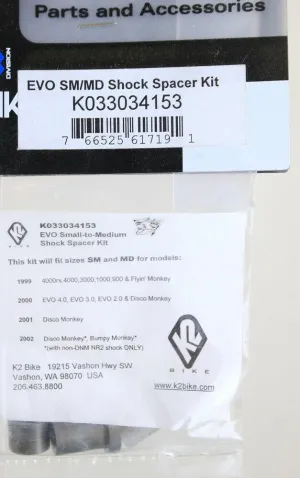 Parts and Accessories
DIVISION
EVO SM/MD Shock Spacer Kit
K033034153
7 66525 61719 1
K033034153
EVO Small-to-Medium
Shock Spacer Kit
K2
BIKE
This kit will fit sizes SM and MD for models:
1999 4000rs,4000,3000,1000,900 & Flyin' Monkey
2000 EVO 4.0, EVO 3.0, EVO 2.0 & Disco Monkey
2001 Disco Monkey
2002 Disco Monkey*, Bumpy Monkey*
*(with non-DNM NR2 shock ONLY)
K2 Bike 19215 Vashon Hwy SW
Vashon, WA 98070 USA
206.463.8800
K2
BIKE
www.k2bike.com